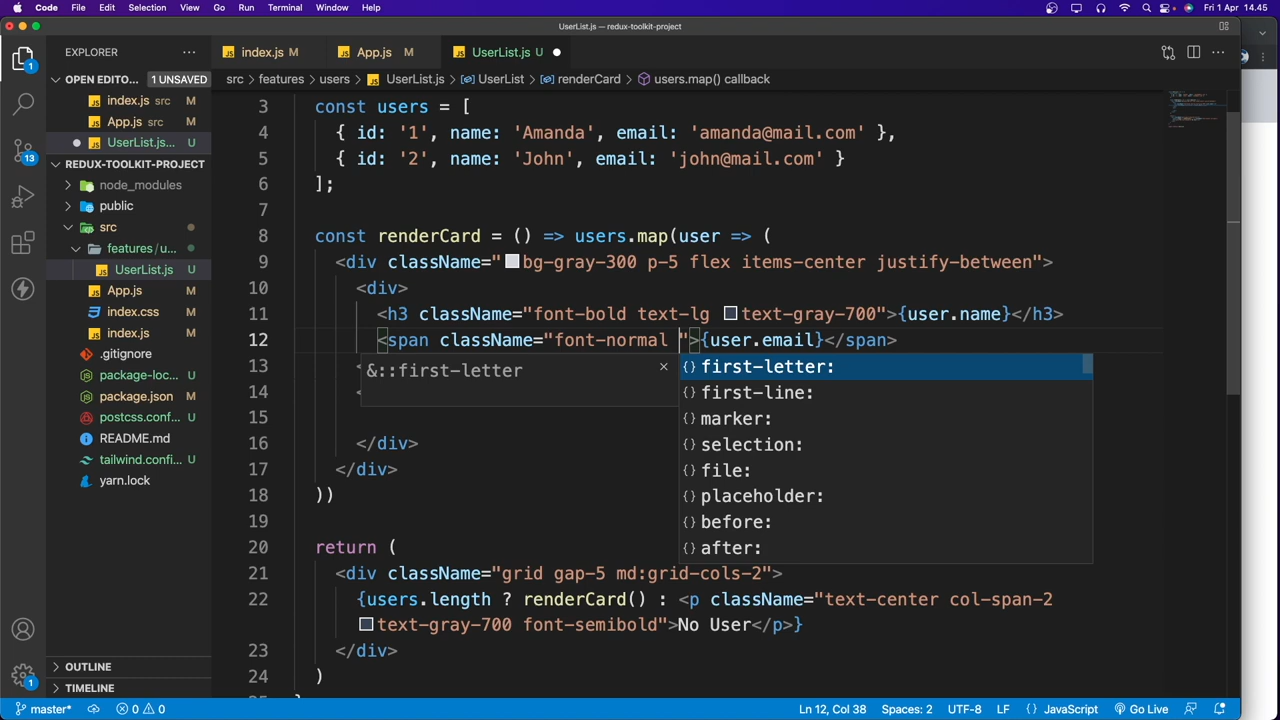 Code File Edit Selection View Go Run Terminal Window Help Fri 1 Apr 14.45
UserList.js — redux-toolkit-project
EXPLORER
OPEN EDITO... 1 UNSAVED
index.js src M
App.js src M
UserList.js... U
REDUX-TOOLKIT-PROJECT
node_modules
public
src
features/u...
UserList.js U
App.js M
index.css M
index.js M
.gitignore
package-loc... U
package.json M
postcss.conf... U
README.md
tailwind.confi... U
yarn.lock
OUTLINE
TIMELINE
1
13
1
index.js M App.js M UserList.js U
src > features > users > UserList.js > UserList > renderCard > users.map() callback
3 const users = [
4 { id: '1', name: 'Amanda', email: 'amanda@mail.com' },
5 { id: '2', name: 'John', email: 'john@mail.com' }
6 ];
7
8 const renderCard = () => users.map(user => (
9 <div className="bg-gray-300 p-5 flex items-center justify-between">
10 <div>
11 <h3 className="font-bold text-lg text-gray-700">{user.name}</h3>
12 <span className="font-normal ">{user.email}</span>
13 <
14 <
15
16 </div>
17 </div>
18 ))
19
20 return (
21 <div className="grid gap-5 md:grid-cols-2">
22 {users.length ? renderCard() : <p className="text-center col-span-2
text-gray-700 font-semibold">No User</p>}
23 </div>
24 )
&::first-letter
first-letter:
first-line:
marker:
selection:
file:
placeholder:
before:
after:
master* 0 0 Ln 12, Col 38 Spaces: 2 UTF-8 LF {} JavaScript Go Live